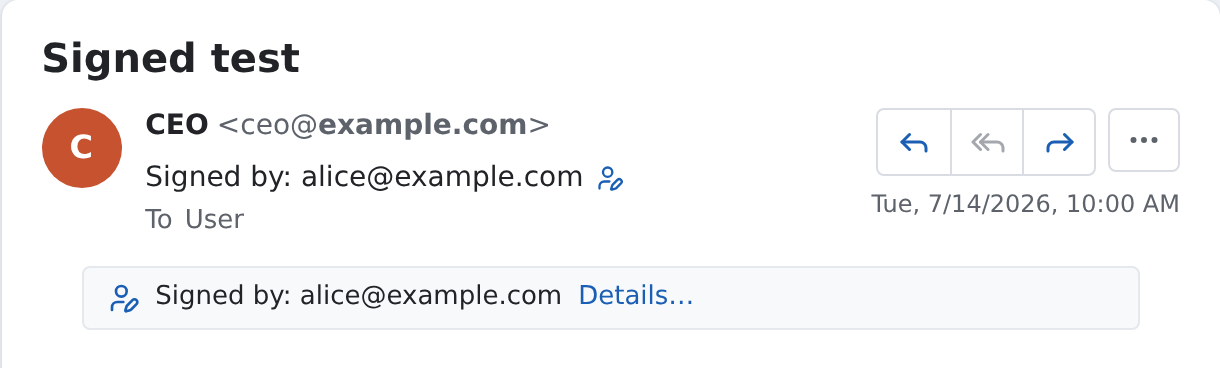 Signed test
C
CEO <ceo@example.com>
Signed by: alice@example.com
To User
Tue, 7/14/2026, 10:00 AM
Signed by: alice@example.com Details...